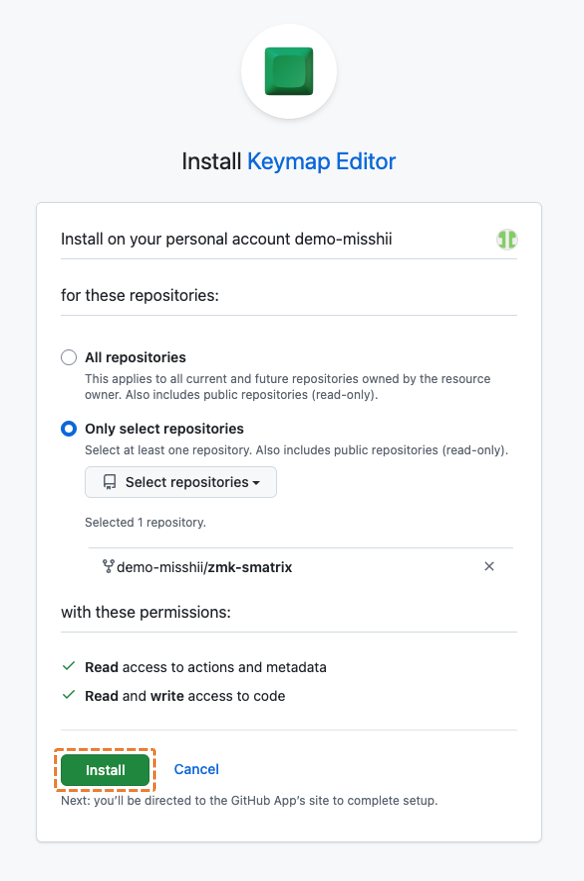 Install Keymap Editor
Install on your personal account demo-misshii
for these repositories:
All repositories
This applies to all current and future repositories owned by the resource
owner. Also includes public repositories (read-only).
Only select repositories
Select at least one repository. Also includes public repositories (read-only).
Select repositories
Selected 1 repository.
demo-misshii/zmk-smatrix
with these permissions:
Read access to actions and metadata
Read and write access to code
Install Cancel
Next: you'll be directed to the GitHub App's site to complete setup.